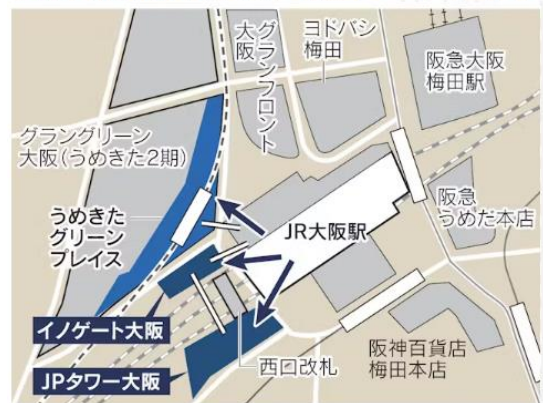 大阪
グランフロント
ヨドバシ
梅田
阪急大阪
梅田駅
グラングリーン
大阪(うめきた2期)
うめきた
グリーン
プレイス
JR大阪駅
阪急
うめだ本店
イノゲート大阪
JPタワー大阪
西口改札
阪神百貨店
梅田本店